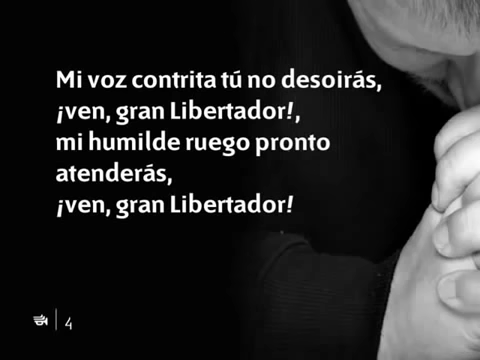 Mi voz contrita tú no desoirás,
¡ven, gran Libertador!,
mi humilde ruego pronto
atenderás,
¡ven, gran Libertador!
4